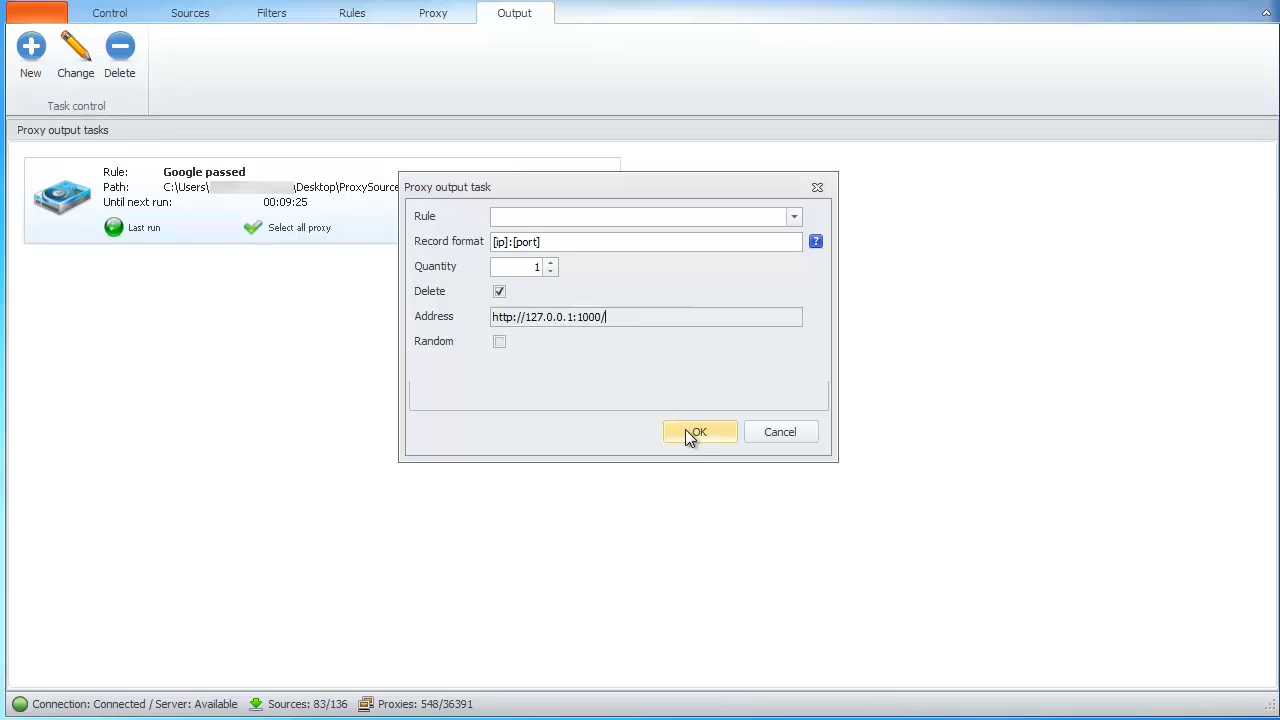 Control Sources Filters Rules Proxy Output
New Change Delete
Task control
Proxy output tasks
Rule: Google passed
Path: C:\Users\ \Desktop\ProxySource
Until next run: 00:09:25
Last run Select all proxy
Proxy output task
Rule
Record format [ip]:[port] ?
Quantity 1
Delete
Address http://127.0.0.1:1000/
Random
OK Cancel
Connection: Connected / Server: Available Sources: 83/136 Proxies: 548/36391